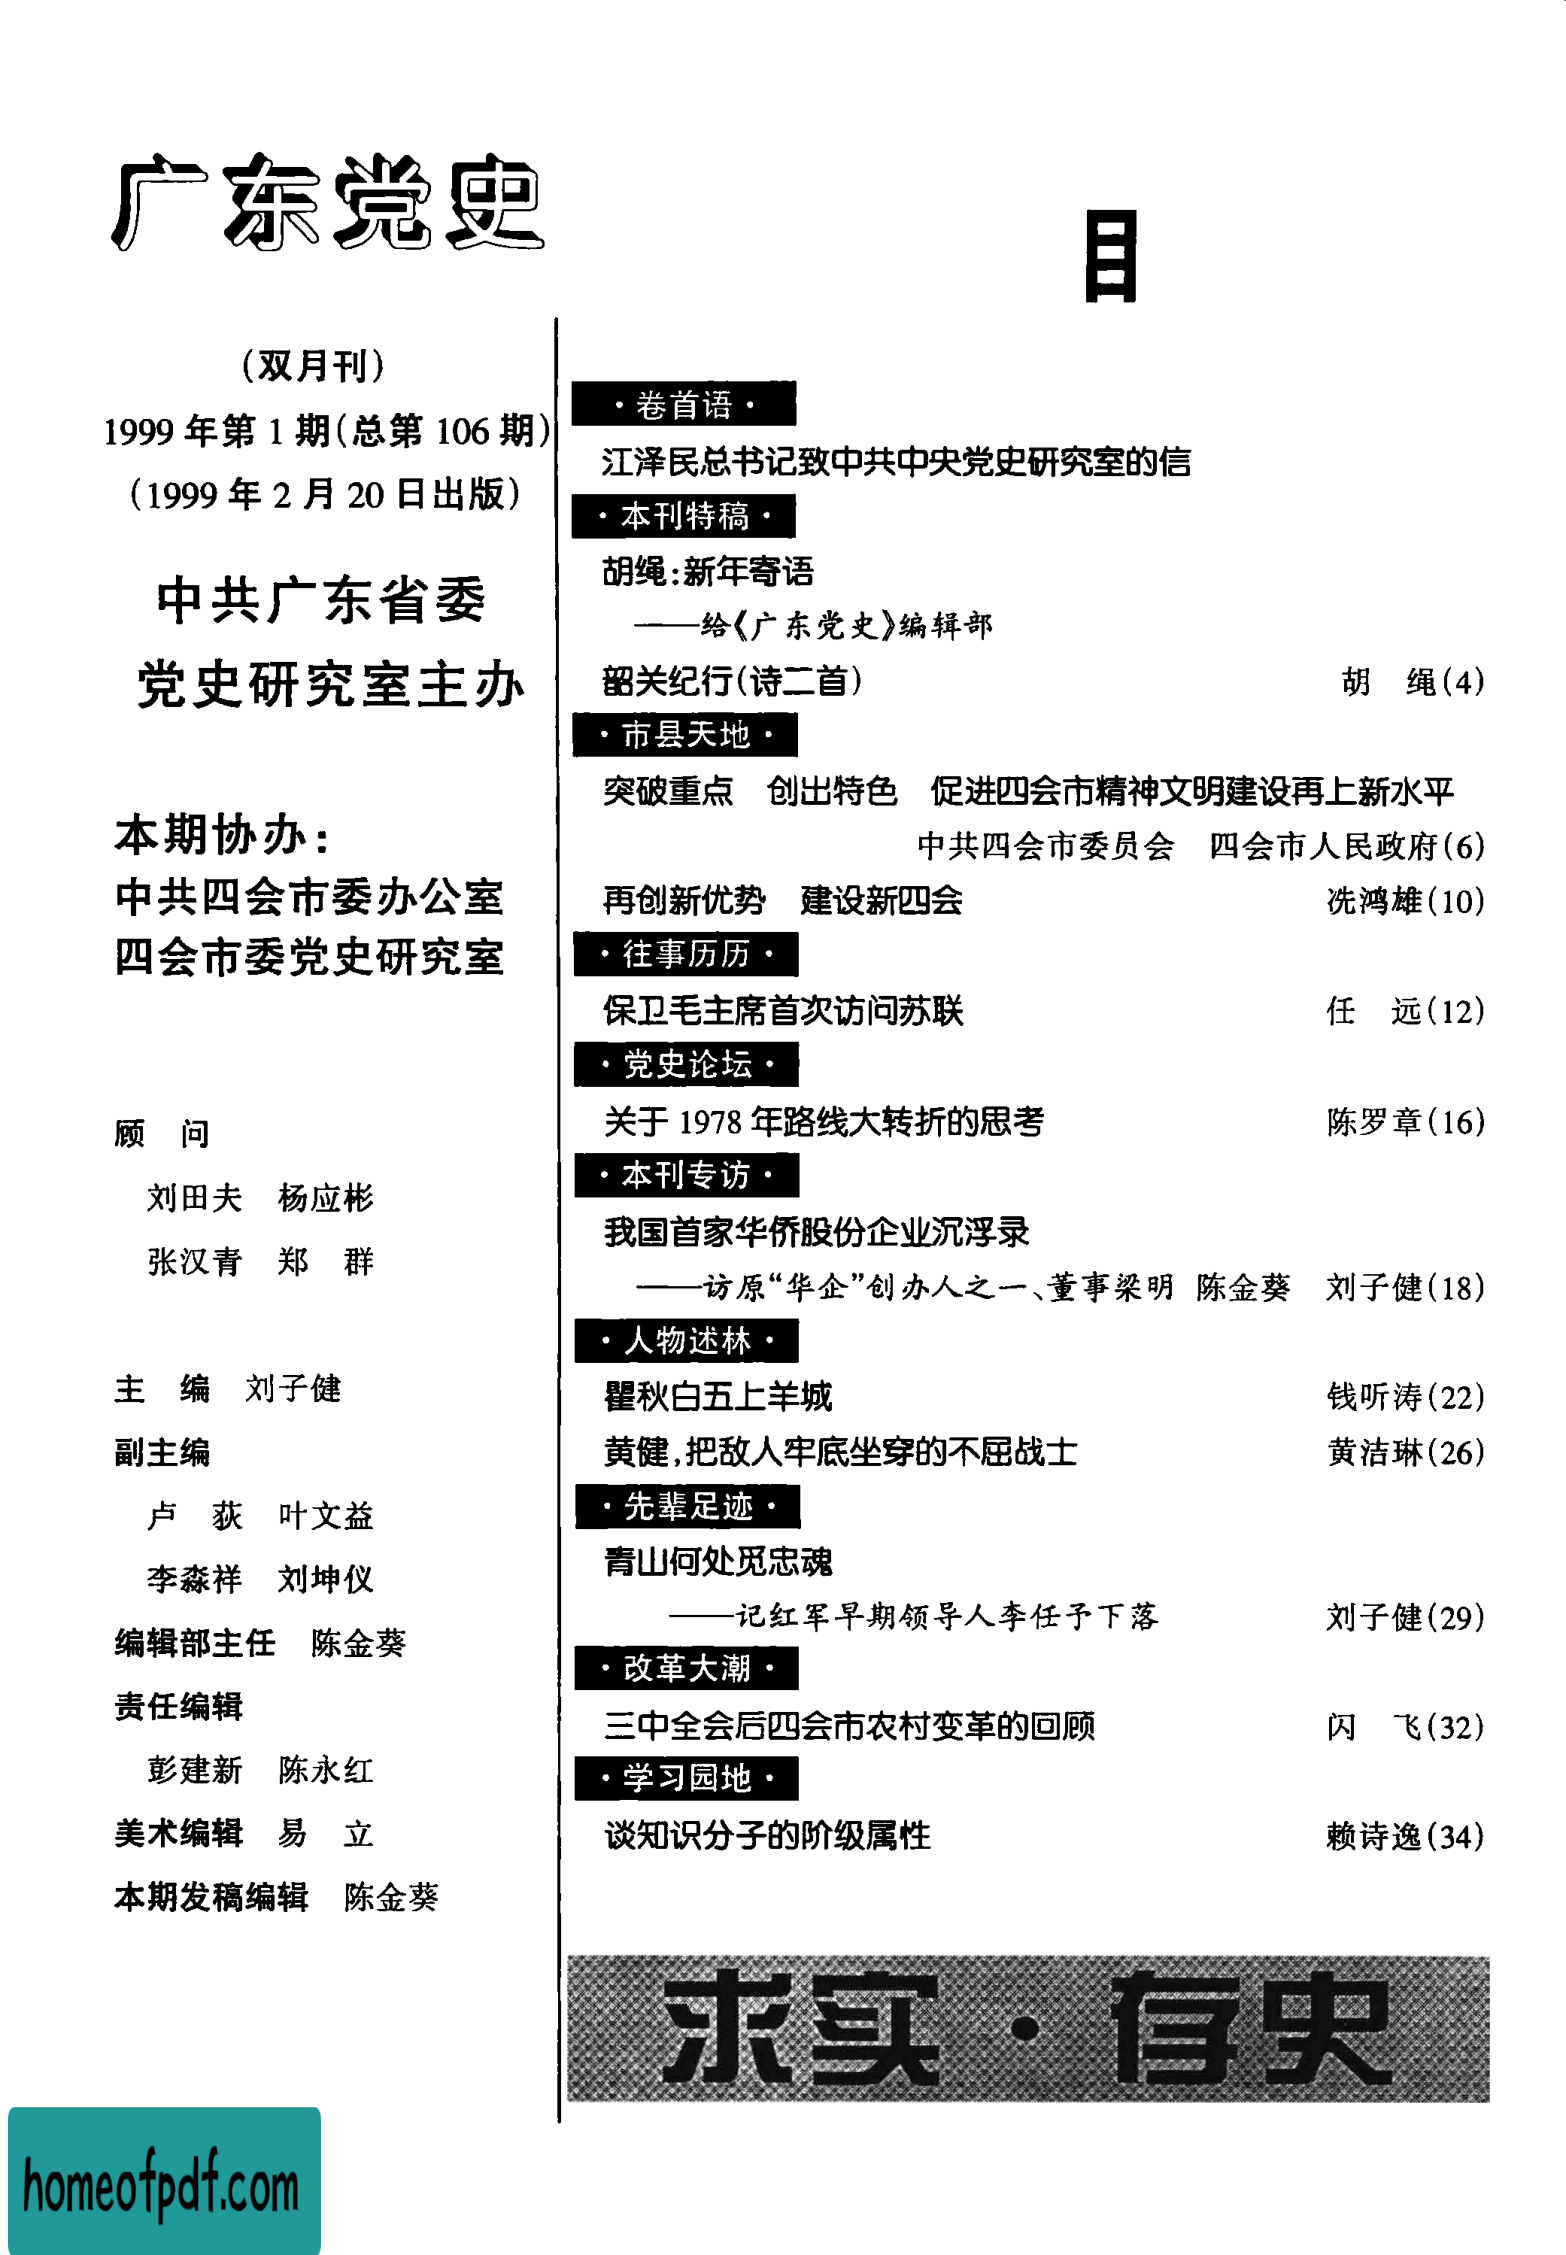 广东党史
目
（双月刊）
1999 年第 1 期（总第 106 期）
（1999 年 2 月 20 日出版）
中共广东省委
党史研究室主办
本期协办：
中共四会市委办公室
四会市委党史研究室
顾　问
刘田夫　杨应彬
张汉青　郑　群
主　编　刘子健
副主编
卢　荻　叶文益
李淼祥　刘坤仪
编辑部主任　陈金葵
责任编辑
彭建新　陈永红
美术编辑　易　立
本期发稿编辑　陈金葵
·卷首语·
江泽民总书记致中共中央党史研究室的信
·本刊特稿·
胡绳：新年寄语
——给《广东党史》编辑部
韶关纪行（诗二首）　胡　绳（4）
·市县天地·
突破重点　创出特色　促进四会市精神文明建设再上新水平
中共四会市委员会　四会市人民政府（6）
再创新优势　建设新四会　冼鸿雄（10）
·往事历历·
保卫毛主席首次访问苏联　任　远（12）
·党史论坛·
关于 1978 年路线大转折的思考　陈罗章（16）
·本刊专访·
我国首家华侨股份企业沉浮录
——访原“华企”创办人之一、董事梁明　陈金葵　刘子健（18）
·人物述林·
瞿秋白五上羊城　钱听涛（22）
黄健，把敌人牢底坐穿的不屈战士　黄洁琳（26）
·先辈足迹·
青山何处觅忠魂
——记红军早期领导人李任予下落　刘子健（29）
·改革大潮·
三中全会后四会市农村变革的回顾　闪　飞（32）
·学习园地·
谈知识分子的阶级属性　赖诗逸（34）
求实·存史
homeofpdf.com